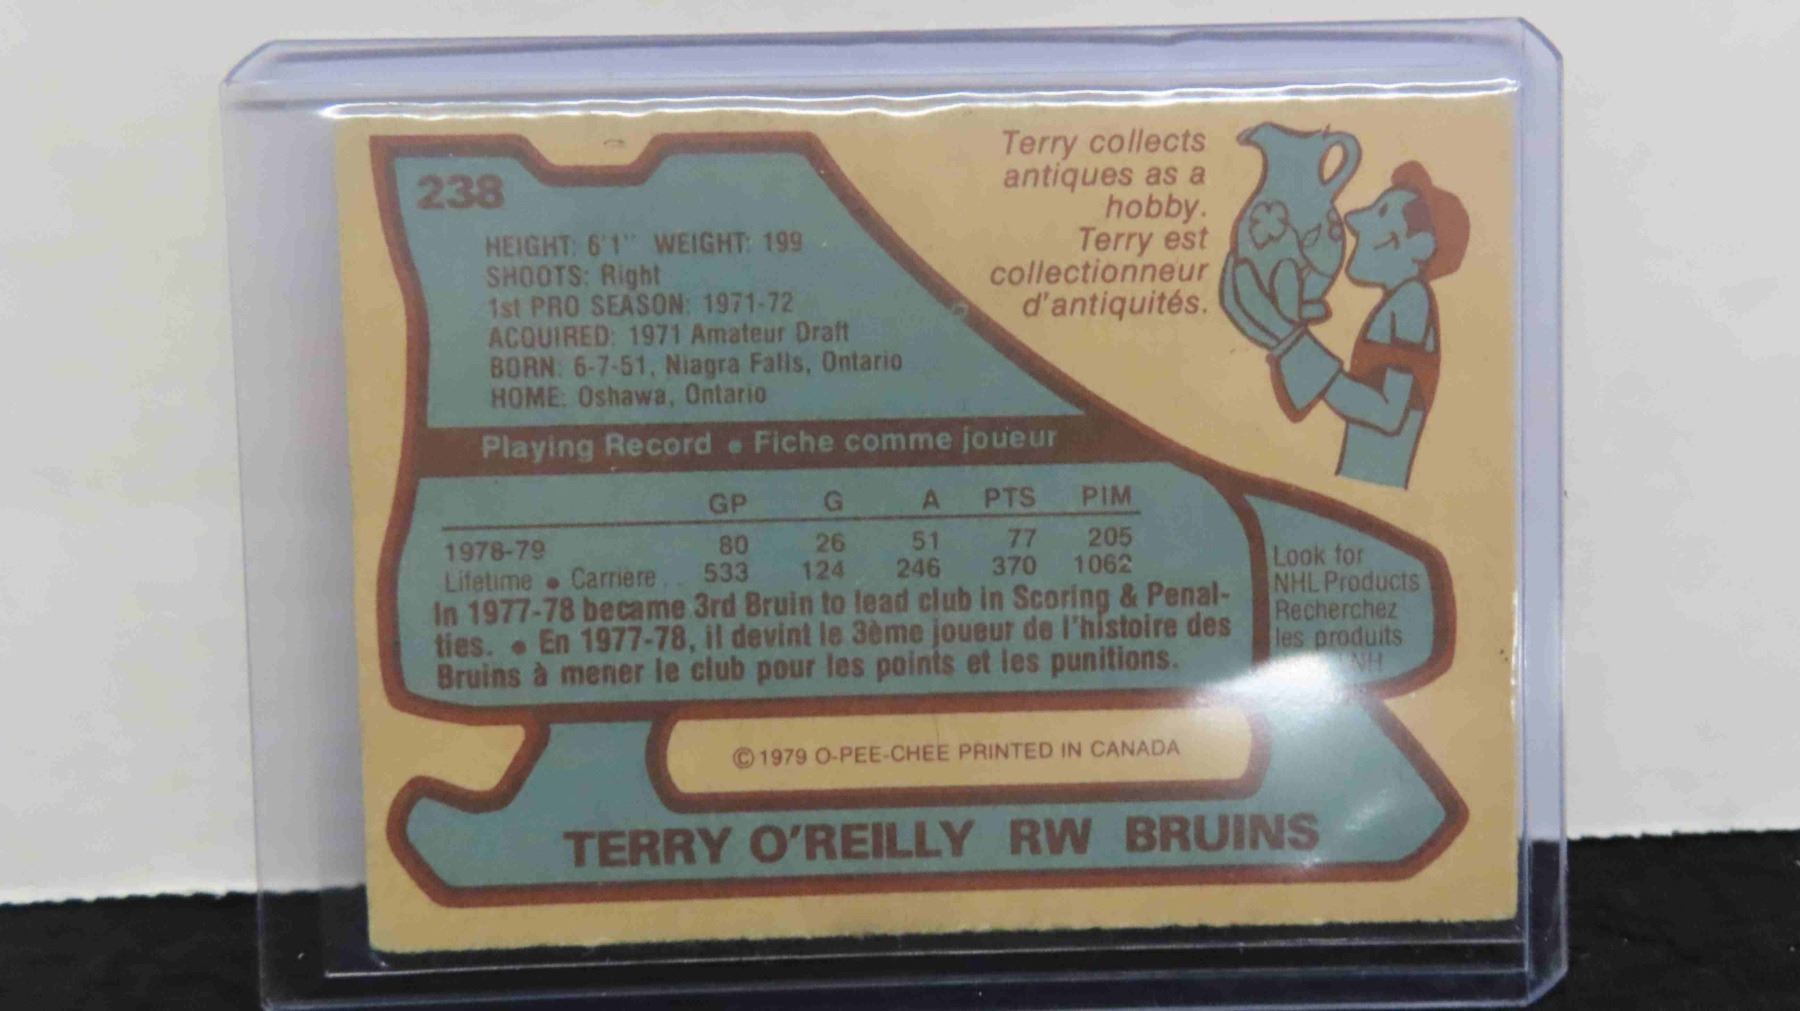 238
HEIGHT: 6'1" WEIGHT: 199
SHOOTS: Right
1st PRO SEASON: 1971-72
ACQUIRED: 1971 Amateur Draft
BORN: 6-7-51, Niagra Falls, Ontario
HOME: Oshawa, Ontario
Terry collects
antiques as a
hobby.
Terry est
collectionneur
d'antiquités.
Playing Record • Fiche comme joueur
GP G A PTS PIM
1978-79 80 26 51 77 205
Lifetime • Carrière 533 124 246 370 1062
In 1977-78 became 3rd Bruin to lead club in Scoring & Penal-
ties. • En 1977-78, il devint le 3ème joueur de l'histoire des
Bruins à mener le club pour les points et les punitions.
Look for
NHL Products
Recherchez
les produits
©1979 O-PEE-CHEE PRINTED IN CANADA
TERRY O'REILLY RW BRUINS